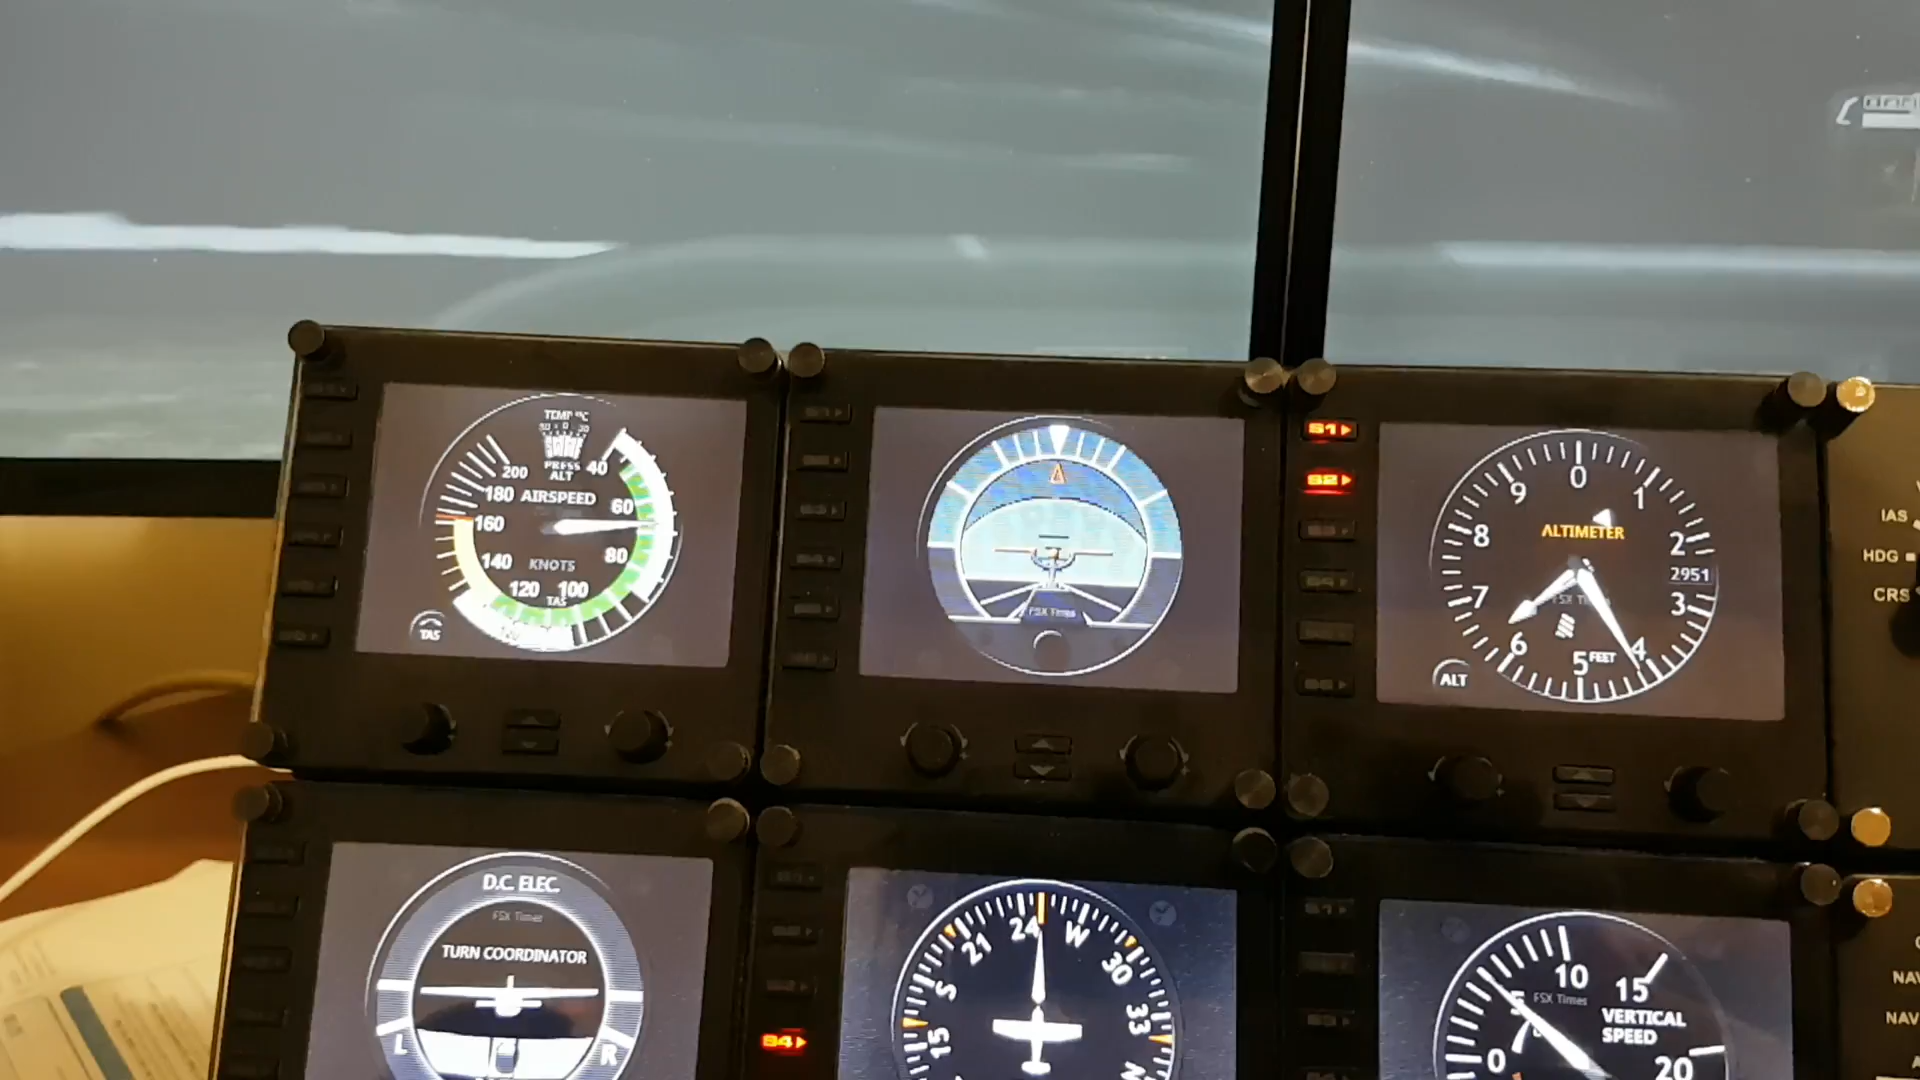 TEMP °C
PRESS
ALT
200
40
180
AIRSPEED
60
160
140
KNOTS
80
120
100
TAS
TAS
FSX Times
S1
S2
0
1
2
3
4
5
6
7
8
9
ALTIMETER
2951
FEET
ALT
IAS
HDG
CRS
D.C. ELEC.
FSX Times
TURN COORDINATOR
L
R
S4
15
S
21
24
W
30
33
N
0
5
10
15
20
FSX Times
VERTICAL
SPEED
NAV
NAV